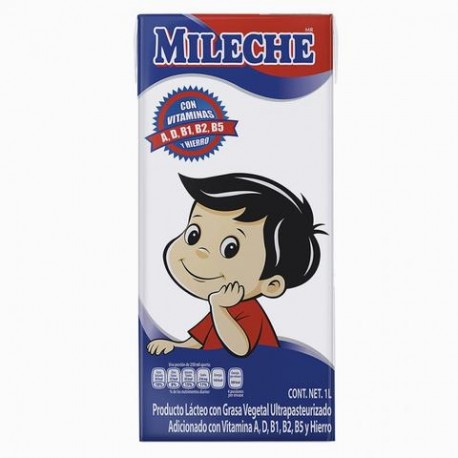 MILECHE
MR
CON
VITAMINAS
A, D, B1, B2, B5
Y HIERRO
CONT. NET. 1L
Producto Lácteo con Grasa Vegetal Ultrapasteurizado
Adicionado con Vitamina A, D, B1, B2, B5 y Hierro